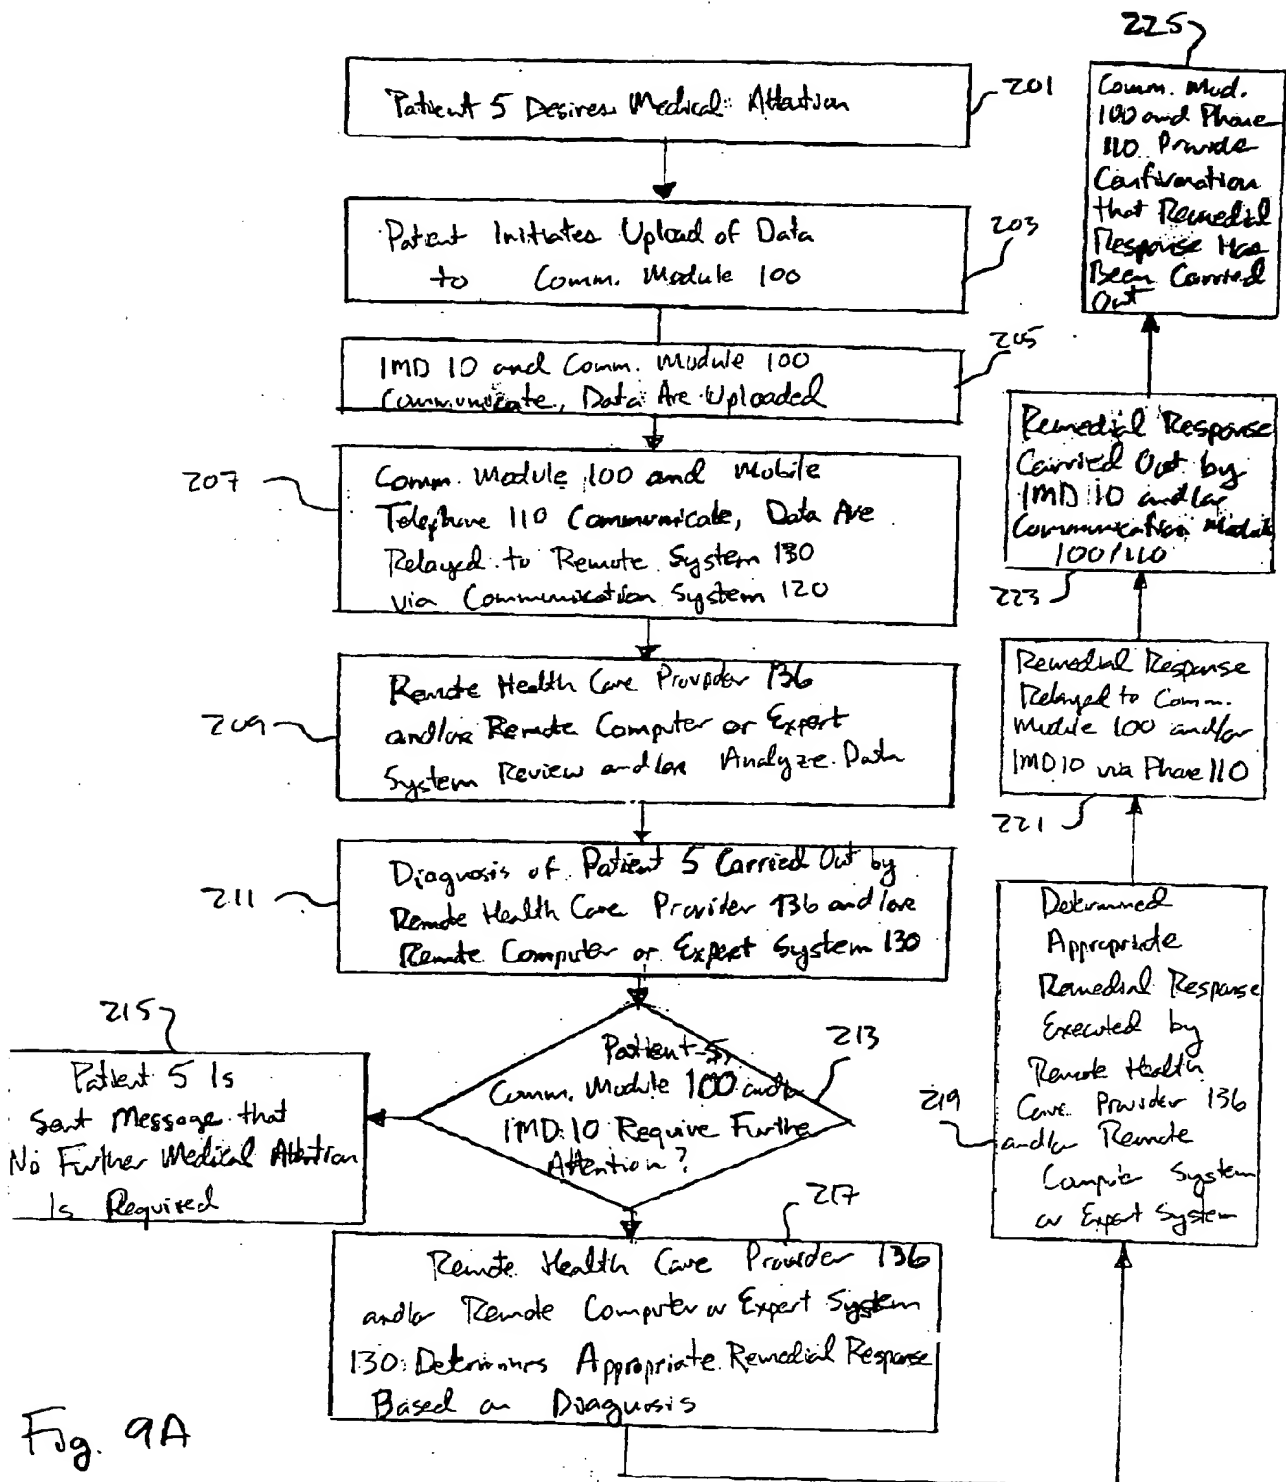 201
Patient 5 Desires Medical Attention
203
Patient Initiates Upload of Data
to Comm. Module 100
205
IMD 10 and Comm. Module 100
Communicate, Data Are Uploaded
207
Comm. Module 100 and Mobile
Telephone 110 Communicate, Data Are
Relayed to Remote System 130
via Communication System 120
209
Remote Health Care Provider 136
and/or Remote Computer or Expert
System Review and/or Analyze Data
211
Diagnosis of Patient 5 Carried Out by
Remote Health Care Provider 136 and/or
Remote Computer or Expert System 130
213
Patient 5,
Comm. Module 100 and/or
IMD 10 Require Further
Attention?
215
Patient 5 Is
Sent Message that
No Further Medical Attention
Is Required
217
Remote Health Care Provider 136
and/or Remote Computer or Expert System
130 Determines Appropriate Remedial Response
Based on Diagnosis
219
Determined
Appropriate
Remedial Response
Executed by
Remote Health
Care Provider 136
and/or Remote
Computer System
or Expert System
221
Remedial Response
Relayed to Comm.
Module 100 and/or
IMD 10 via Phone 110
223
Remedial Response
Carried Out by
IMD 10 and/or
Communication Module
100/110
225
Comm. Mod.
100 and Phone
110 Provide
Confirmation
that Remedial
Response Has
Been Carried
Out
Fig. 9A